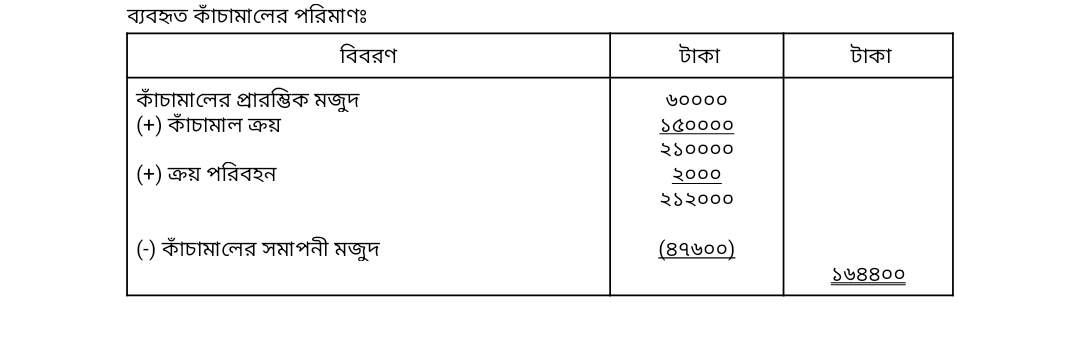 ব্যবহৃত কাঁচামালের পরিমাণঃ
বিবরণ টাকা টাকা
কাঁচামালের প্রারম্ভিক মজুদ ৬০০০০
(+) কাঁচামাল ক্রয় ১৫০০০০
২১০০০০
(+) ক্রয় পরিবহন ২০০০
২১২০০০
(-) কাঁচামালের সমাপনী মজুদ (৪৭৬০০)
১৬৪৪০০